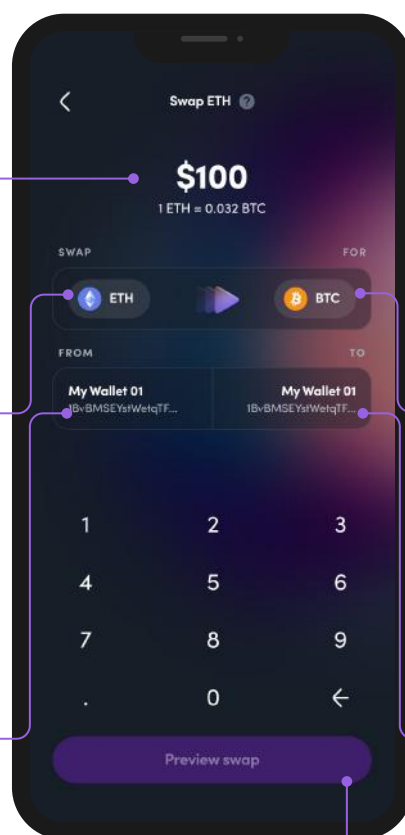 Swap ETH ?
$100
1 ETH = 0.032 BTC
SWAP FOR
ETH BTC
FROM TO
My Wallet 01 My Wallet 01
1BvBMSEYstWetqTF... 1BvBMSEYstWetqTF...
1 2 3
4 5 6
7 8 9
. 0
Preview swap